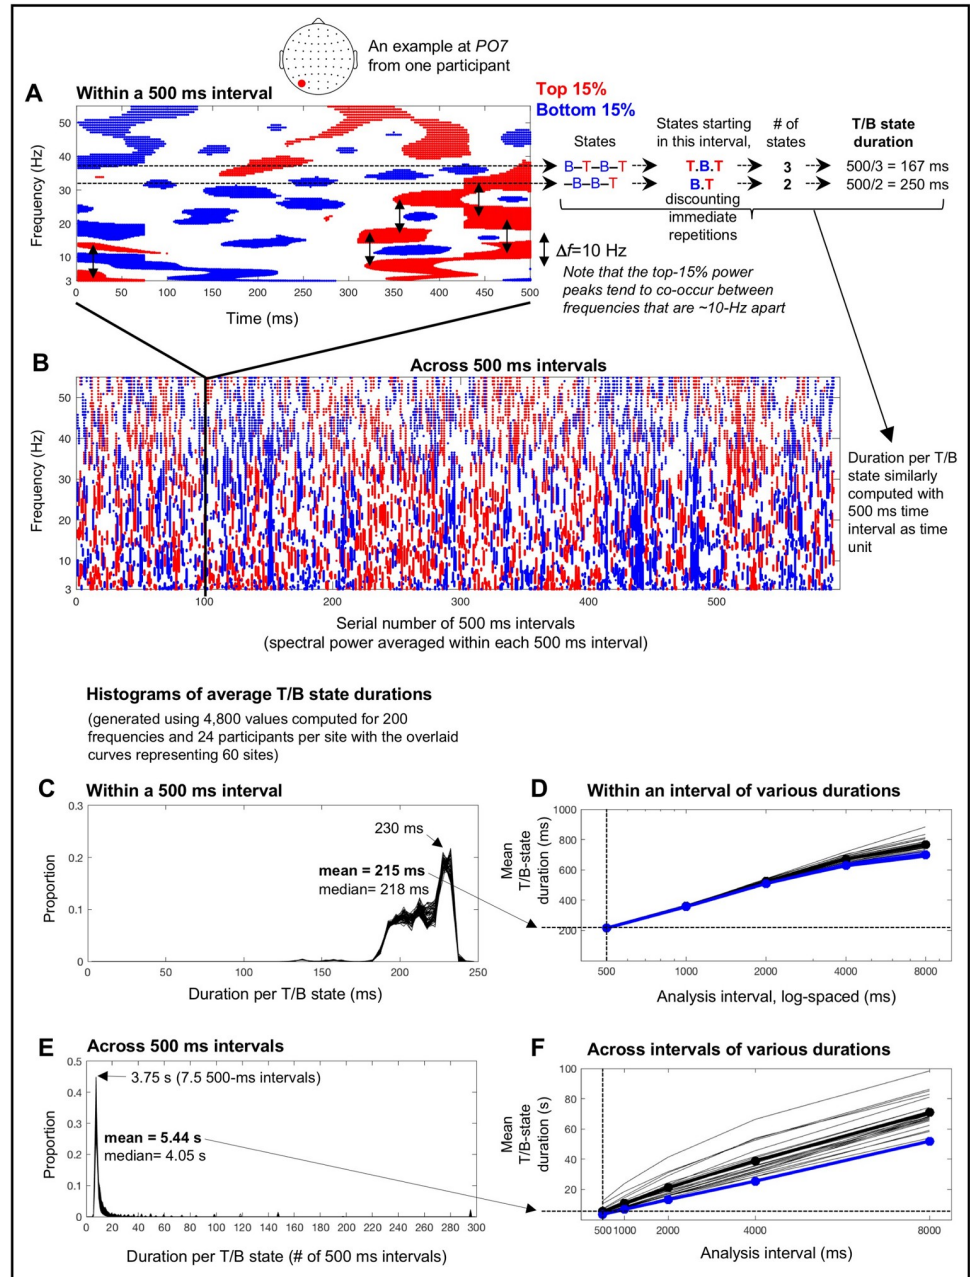 An example at PO7
from one participant
A
Within a 500 ms interval
Top 15%
Bottom 15%
States
States starting
in this interval,
# of
states
T/B state
duration
B–T–B–T
T.B.T
3
500/3 = 167 ms
–B–B–T
B.T
2
500/2 = 250 ms
discounting
immediate
repetitions
Δf=10 Hz
Note that the top-15% power
peaks tend to co-occur between
frequencies that are ~10-Hz apart
Frequency (Hz)
50
40
30
20
10
3
0 50 100 150 200 250 300 350 400 450 500
Time (ms)
B
Across 500 ms intervals
Frequency (Hz)
50
40
30
20
10
3
0 100 200 300 400 500
Serial number of 500 ms intervals
(spectral power averaged within each 500 ms interval)
Duration per T/B
state similarly
computed with
500 ms time
interval as time
unit
Histograms of average T/B state durations
(generated using 4,800 values computed for 200
frequencies and 24 participants per site with the overlaid
curves representing 60 sites)
C
Within a 500 ms interval
Proportion
0.3
0.2
0.1
0
230 ms
mean = 215 ms
median= 218 ms
0 50 100 150 200 250
Duration per T/B state (ms)
D
Within an interval of various durations
Mean
T/B-state
duration (ms)
1000
800
600
400
200
500 1000 2000 4000 8000
Analysis interval, log-spaced (ms)
E
Across 500 ms intervals
Proportion
0.5
0.4
0.3
0.2
0.1
0
3.75 s (7.5 500-ms intervals)
mean = 5.44 s
median= 4.05 s
0 20 40 60 80 100 120 140 160 180 200 220 240 260 280 300
Duration per T/B state (# of 500 ms intervals)
F
Across intervals of various durations
Mean
T/B-state
duration (s)
100
80
60
40
20
500 1000 2000 4000 8000
Analysis interval (ms)